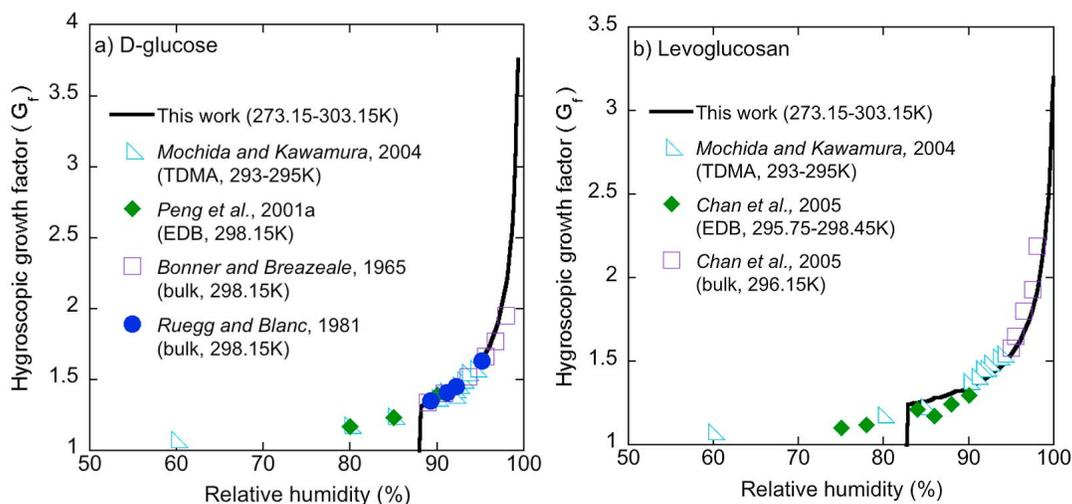 a) D-glucose
Hygroscopic growth factor (Gf)
4
3.5
3
2.5
2
1.5
1
This work (273.15-303.15K)
Mochida and Kawamura, 2004
(TDMA, 293-295K)
Peng et al., 2001a
(EDB, 298.15K)
Bonner and Breazeale, 1965
(bulk, 298.15K)
Ruegg and Blanc, 1981
(bulk, 298.15K)
50 60 70 80 90 100
Relative humidity (%)
b) Levoglucosan
Hygroscopic growth factor (Gf)
3.5
3
2.5
2
1.5
1
This work (273.15-303.15K)
Mochida and Kawamura, 2004
(TDMA, 293-295K)
Chan et al., 2005
(EDB, 295.75-298.45K)
Chan et al., 2005
(bulk, 296.15K)
50 60 70 80 90 100
Relative humidity (%)